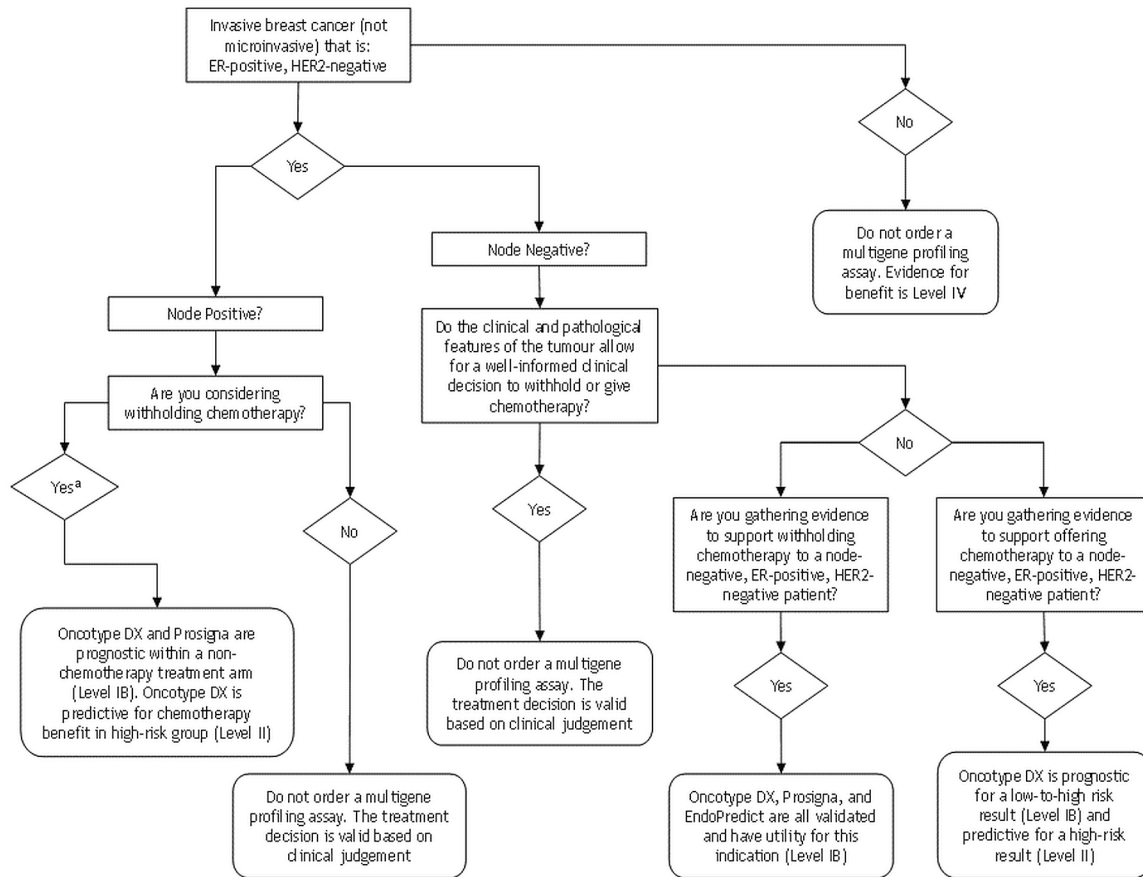 Invasive breast cancer (not
microinvasive) that is:
ER-positive, HER2-negative
No
Yes
Do not order a
multigene profiling
assay. Evidence for
benefit is Level IV
Node Negative?
Node Positive?
Do the clinical and pathological
features of the tumour allow
for a well-informed clinical
decision to withhold or give
chemotherapy?
Are you considering
withholding chemotherapy?
No
Yesᵃ
No
Yes
Are you gathering evidence
to support withholding
chemotherapy to a node-
negative, ER-positive, HER2-
negative patient?
Are you gathering evidence
to support offering
chemotherapy to a node-
negative, ER-positive, HER2-
negative patient?
Oncotype DX and Prosigna are
prognostic within a non-
chemotherapy treatment arm
(Level IB). Oncotype DX is
predictive for chemotherapy
benefit in high-risk group (Level II)
Do not order a multigene
profiling assay. The
treatment decision is valid
based on clinical judgement
Yes
Yes
Do not order a multigene
profiling assay. The treatment
decision is valid based on
clinical judgement
Oncotype DX, Prosigna, and
EndoPredict are all validated
and have utility for this
indication (Level IB)
Oncotype DX is prognostic
for a low-to-high risk
result (Level IB) and
predictive for a high-risk
result (Level II)